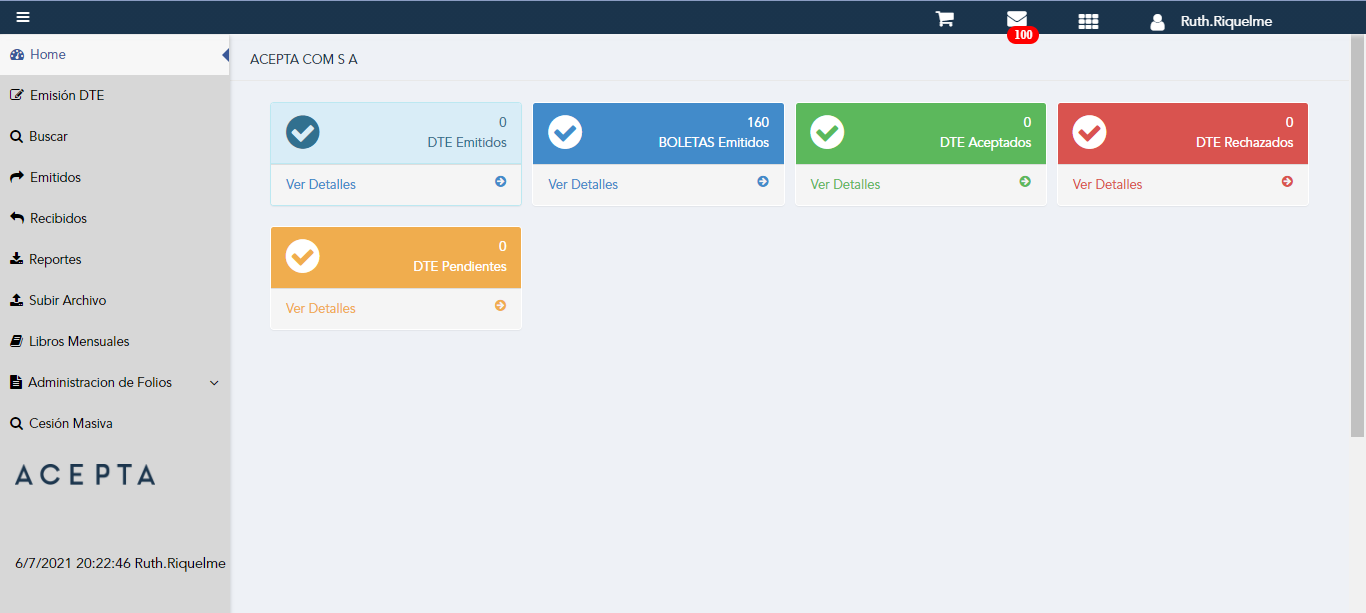 100
Ruth.Riquelme
Home
Emisión DTE
Buscar
Emitidos
Recibidos
Reportes
Subir Archivo
Libros Mensuales
Administracion de Folios
Cesión Masiva
ACEPTA
6/7/2021 20:22:46 Ruth.Riquelme
ACEPTA COM S A
0
DTE Emitidos
Ver Detalles
160
BOLETAS Emitidos
Ver Detalles
0
DTE Aceptados
Ver Detalles
0
DTE Rechazados
Ver Detalles
0
DTE Pendientes
Ver Detalles